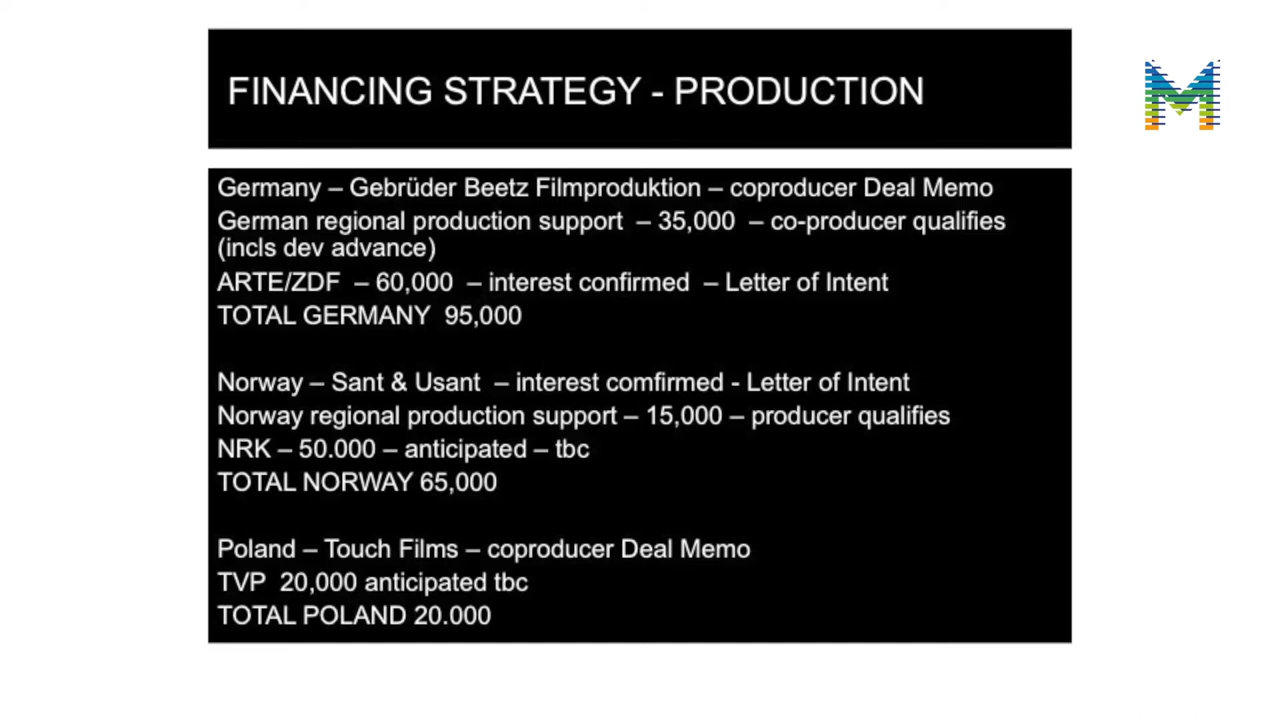 FINANCING STRATEGY - PRODUCTION
Germany – Gebrüder Beetz Filmproduktion – coproducer Deal Memo
German regional production support – 35,000 – co-producer qualifies
(incls dev advance)
ARTE/ZDF – 60,000 – interest confirmed – Letter of Intent
TOTAL GERMANY 95,000
Norway – Sant & Usant – interest comfirmed - Letter of Intent
Norway regional production support – 15,000 – producer qualifies
NRK – 50.000 – anticipated – tbc
TOTAL NORWAY 65,000
Poland – Touch Films – coproducer Deal Memo
TVP 20,000 anticipated tbc
TOTAL POLAND 20.000